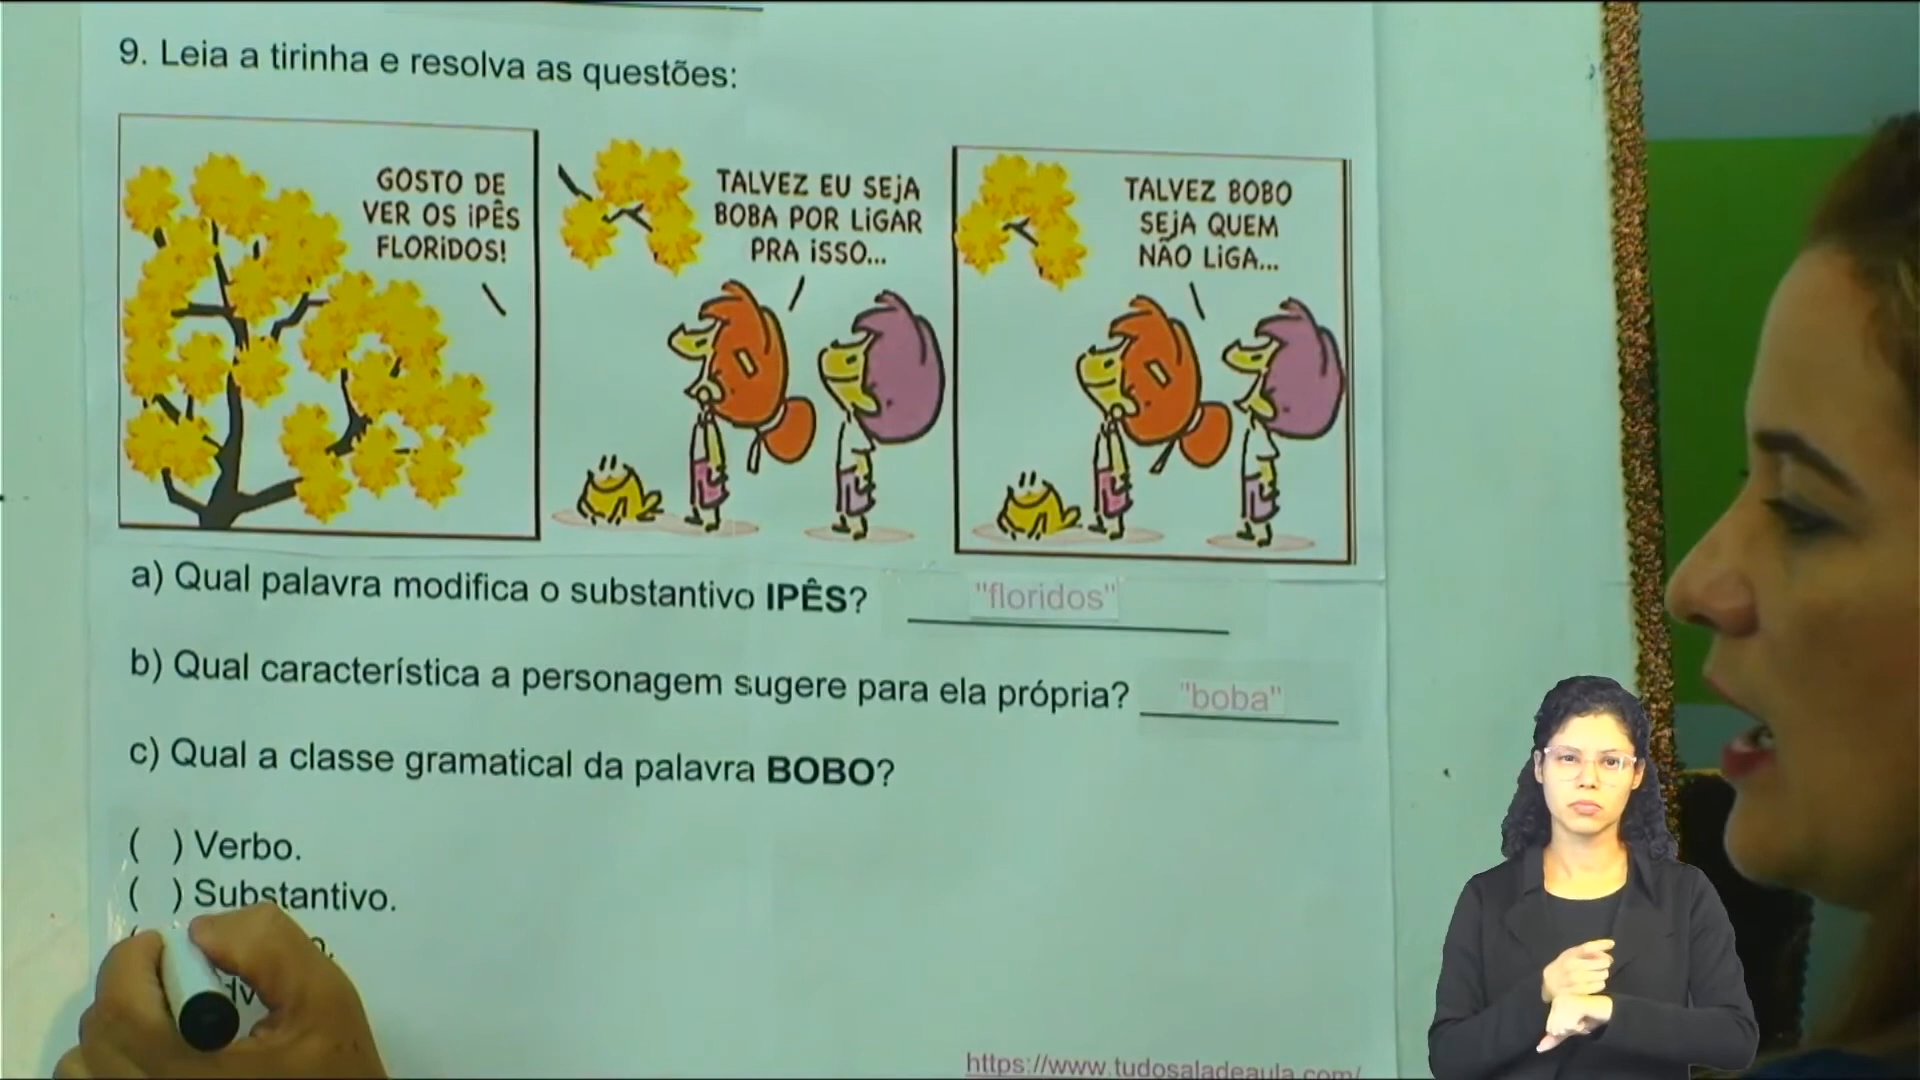 9. Leia a tirinha e resolva as questões:
GOSTO DE
VER OS iPÊS
FLORiDOS!
TALVEZ EU SEjA
BOBA POR LiGAR
PRA iSSO...
TALVEZ BOBO
SEjA QUEM
NÃO LiGA...
a) Qual palavra modifica o substantivo IPÊS? "floridos"
b) Qual característica a personagem sugere para ela própria? "boba"
c) Qual a classe gramatical da palavra BOBO?
( ) Verbo.
( ) Substantivo.
https://www.tudosaladeaula.com/